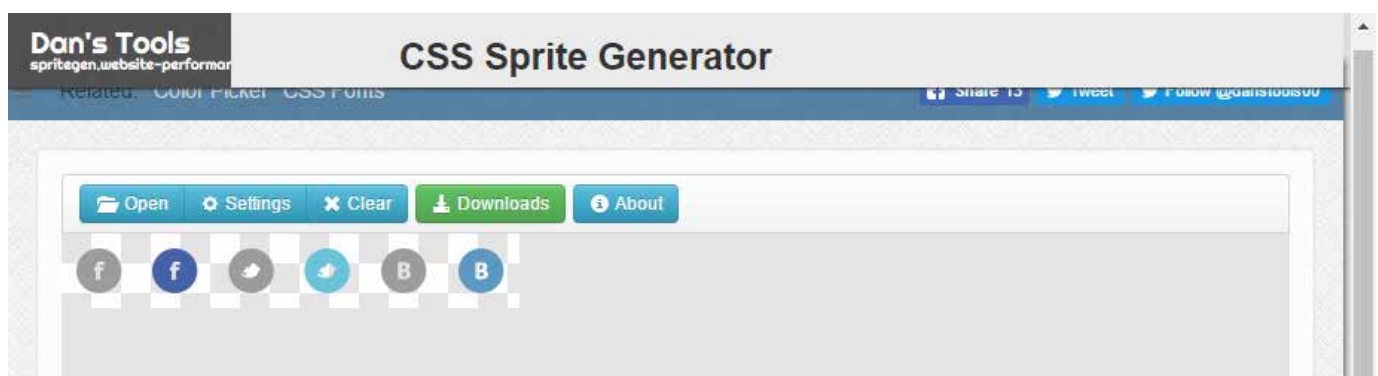 Dan's Tools
spritegen,website-performan
CSS Sprite Generator
Related: Color Picker CSS Fonts
Share 13 Tweet Follow @danstools00
Open Settings Clear Downloads About
f f B B